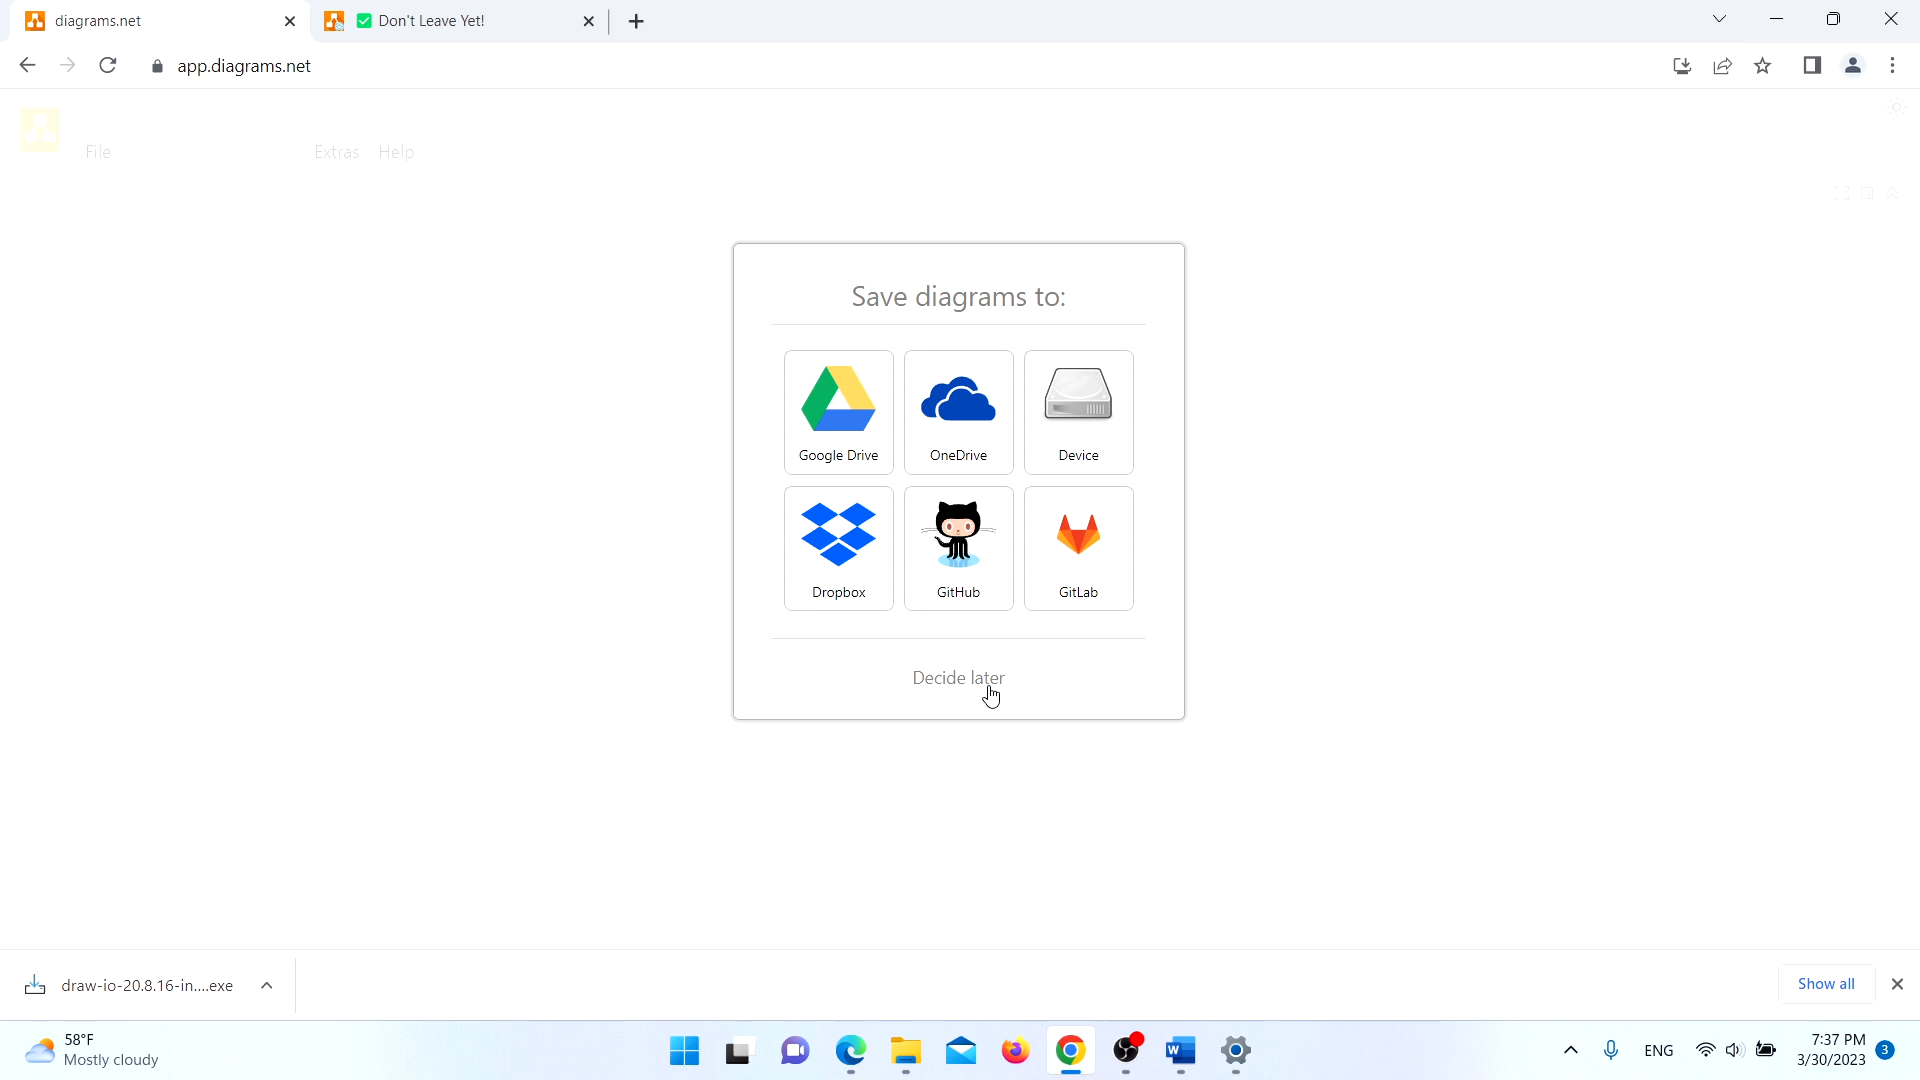 diagrams.net
✅ Don't Leave Yet!
app.diagrams.net
File
Extras
Help
Save diagrams to:
Google Drive
OneDrive
Device
Dropbox
GitHub
GitLab
Decide later
draw-io-20.8.16-in....exe
Show all
58°F
Mostly cloudy
ENG
7:37 PM
3/30/2023
3